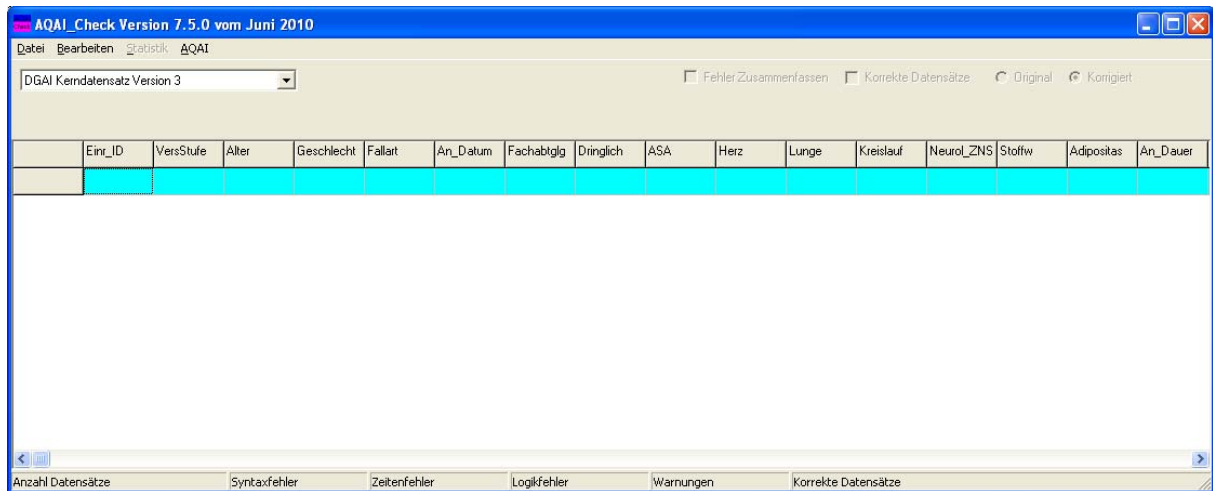 AQAI_Check Version 7.5.0 vom Juni 2010
Datei Bearbeiten Statistik AQAI
DGAI Kerndatensatz Version 3 Fehler Zusammenfassen Korrekte Datensätze Original Korrigiert
Einr_ID VersStufe Alter Geschlecht Fallart An_Datum Fachabtglg Dringlich ASA Herz Lunge Kreislauf Neurol_ZNS Stoffw Adipositas An_Dauer
Anzahl Datensätze Syntaxfehler Zeitenfehler Logikfehler Warnungen Korrekte Datensätze